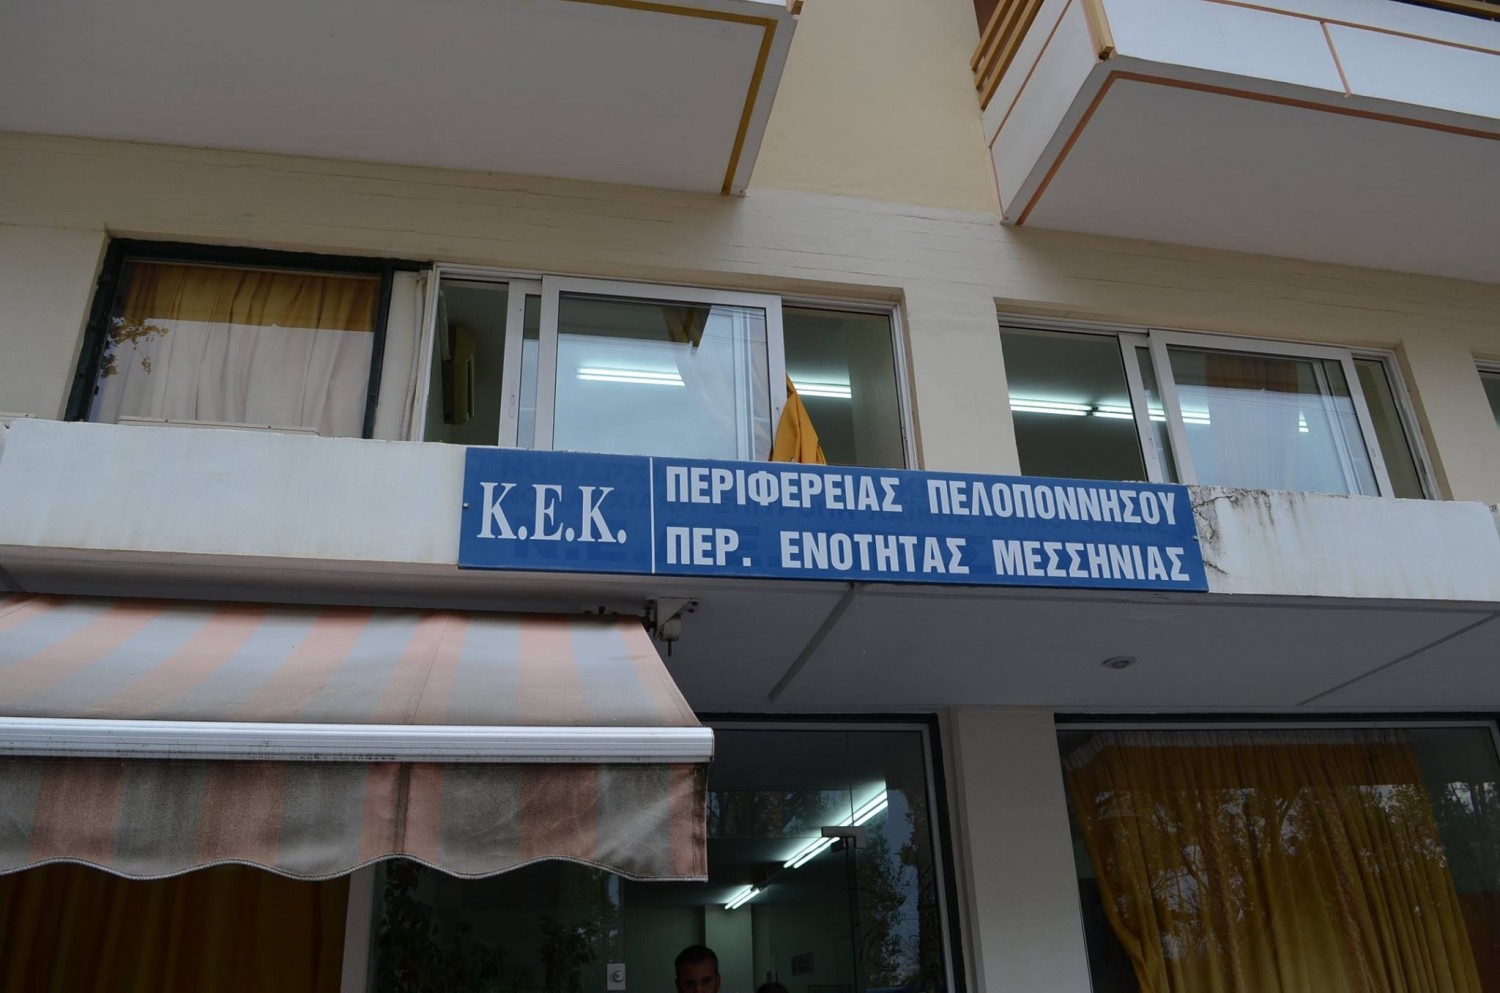 Κ.Ε.Κ.
ΠΕΡΙΦΕΡΕΙΑΣ ΠΕΛΟΠΟΝΝΗΣΟΥ
ΠΕΡ. ΕΝΟΤΗΤΑΣ ΜΕΣΣΗΝΙΑΣ